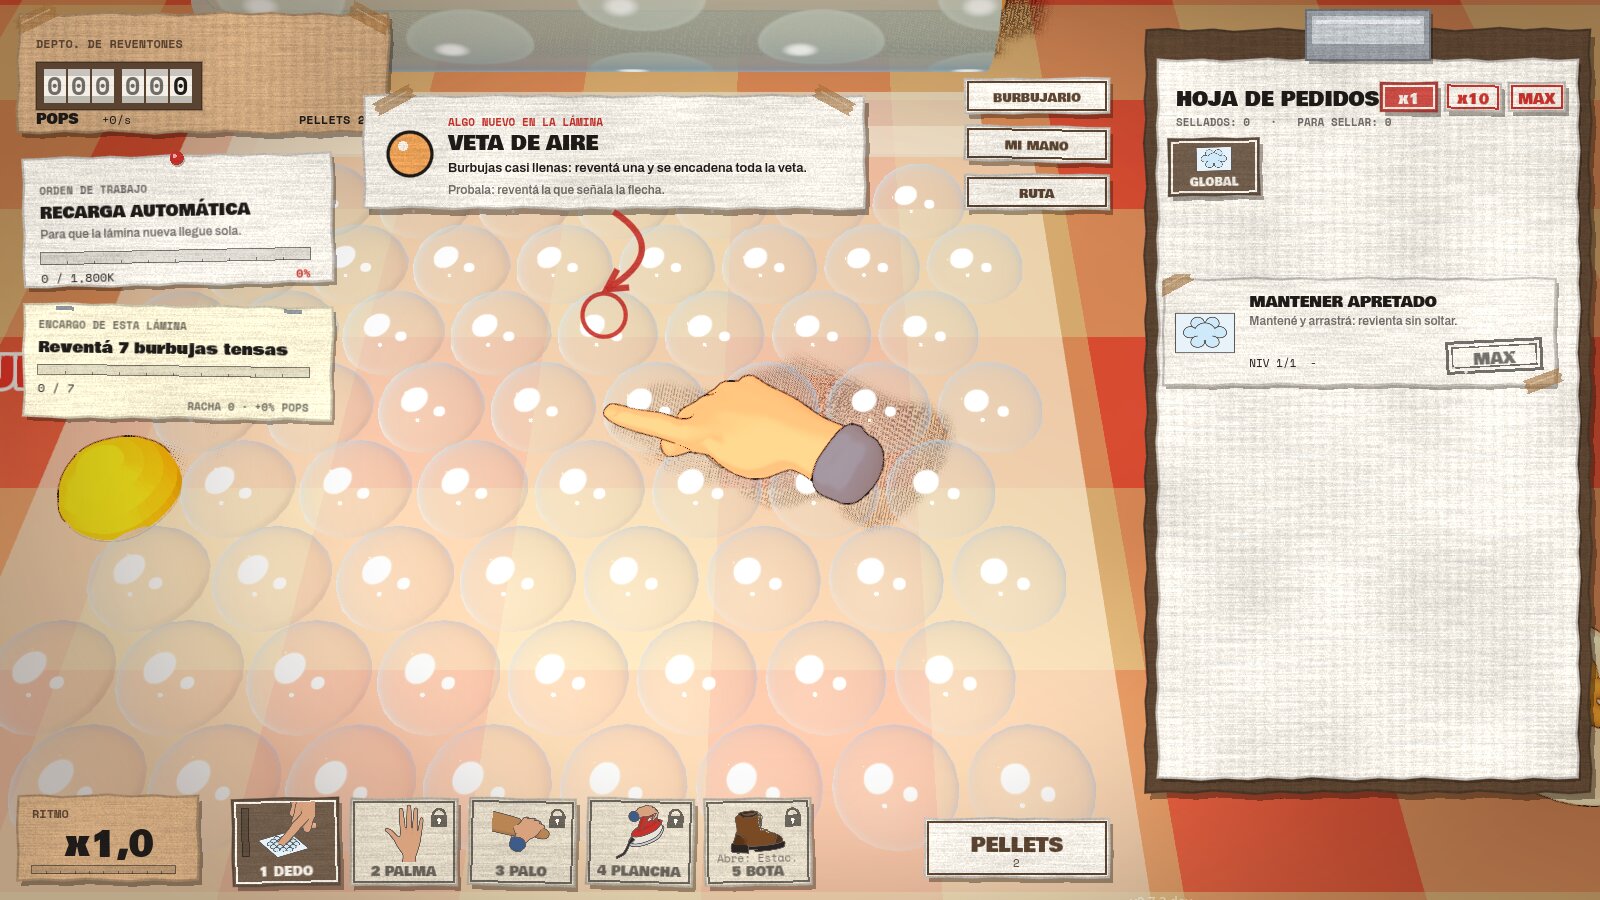 DEPTO. DE REVENTONES
000 000
POPS +0/s PELLETS 2
ORDEN DE TRABAJO
RECARGA AUTOMÁTICA
Para que la lámina nueva llegue sola.
0 / 1.800K 0%
ENCARGO DE ESTA LÁMINA
Reventá 7 burbujas tensas
0 / 7
RACHA 0 · +0% POPS
ALGO NUEVO EN LA LÁMINA
VETA DE AIRE
Burbujas casi llenas: reventá una y se encadena toda la veta.
Probala: reventá la que señala la flecha.
BURBUJARIO
MI MANO
RUTA
HOJA DE PEDIDOS x1 x10 MAX
SELLADOS: 0 · PARA SELLAR: 0
GLOBAL
MANTENER APRETADO
Mantené y arrastrá: revienta sin soltar.
NIV 1/1 -
MAX
RITMO
x1,0
1 DEDO
2 PALMA
3 PALO
4 PLANCHA
Abre: Estac.
5 BOTA
PELLETS
2